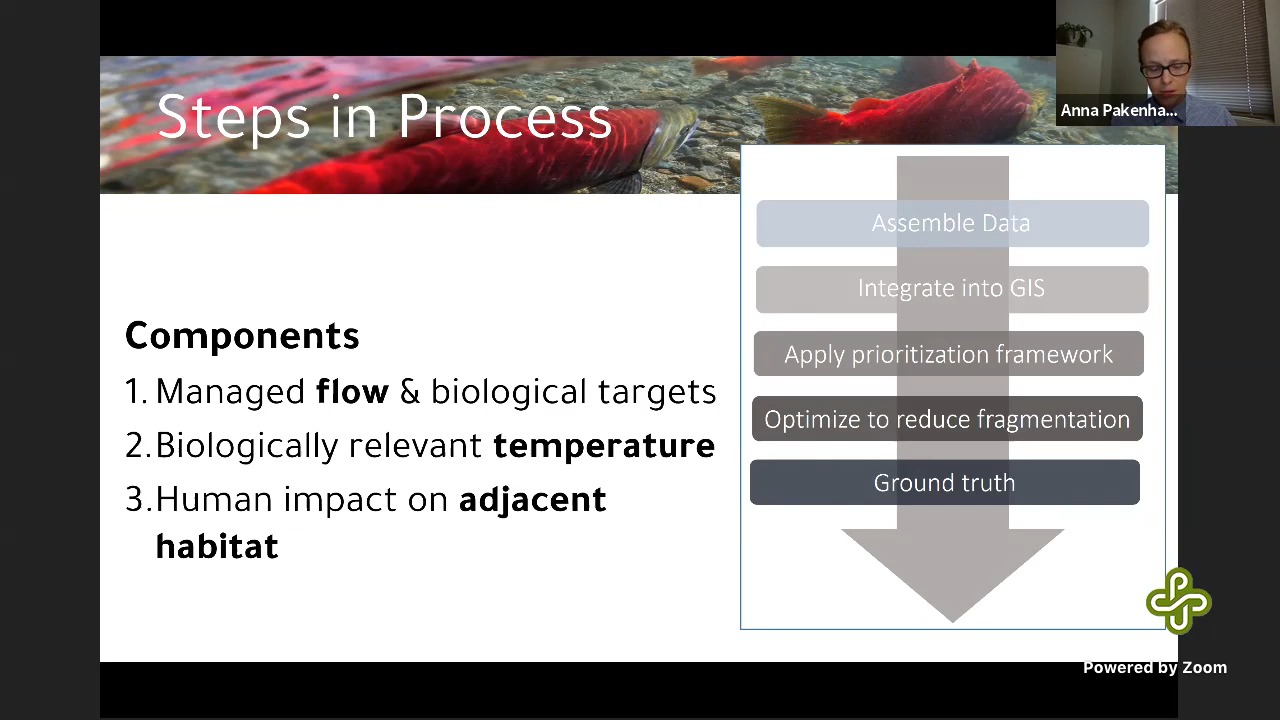 Steps in Process
Anna Pakenha...
Components
1. Managed flow & biological targets
2. Biologically relevant temperature
3. Human impact on adjacent
habitat
Assemble Data
Integrate into GIS
Apply prioritization framework
Optimize to reduce fragmentation
Ground truth
PSU
Powered by Zoom